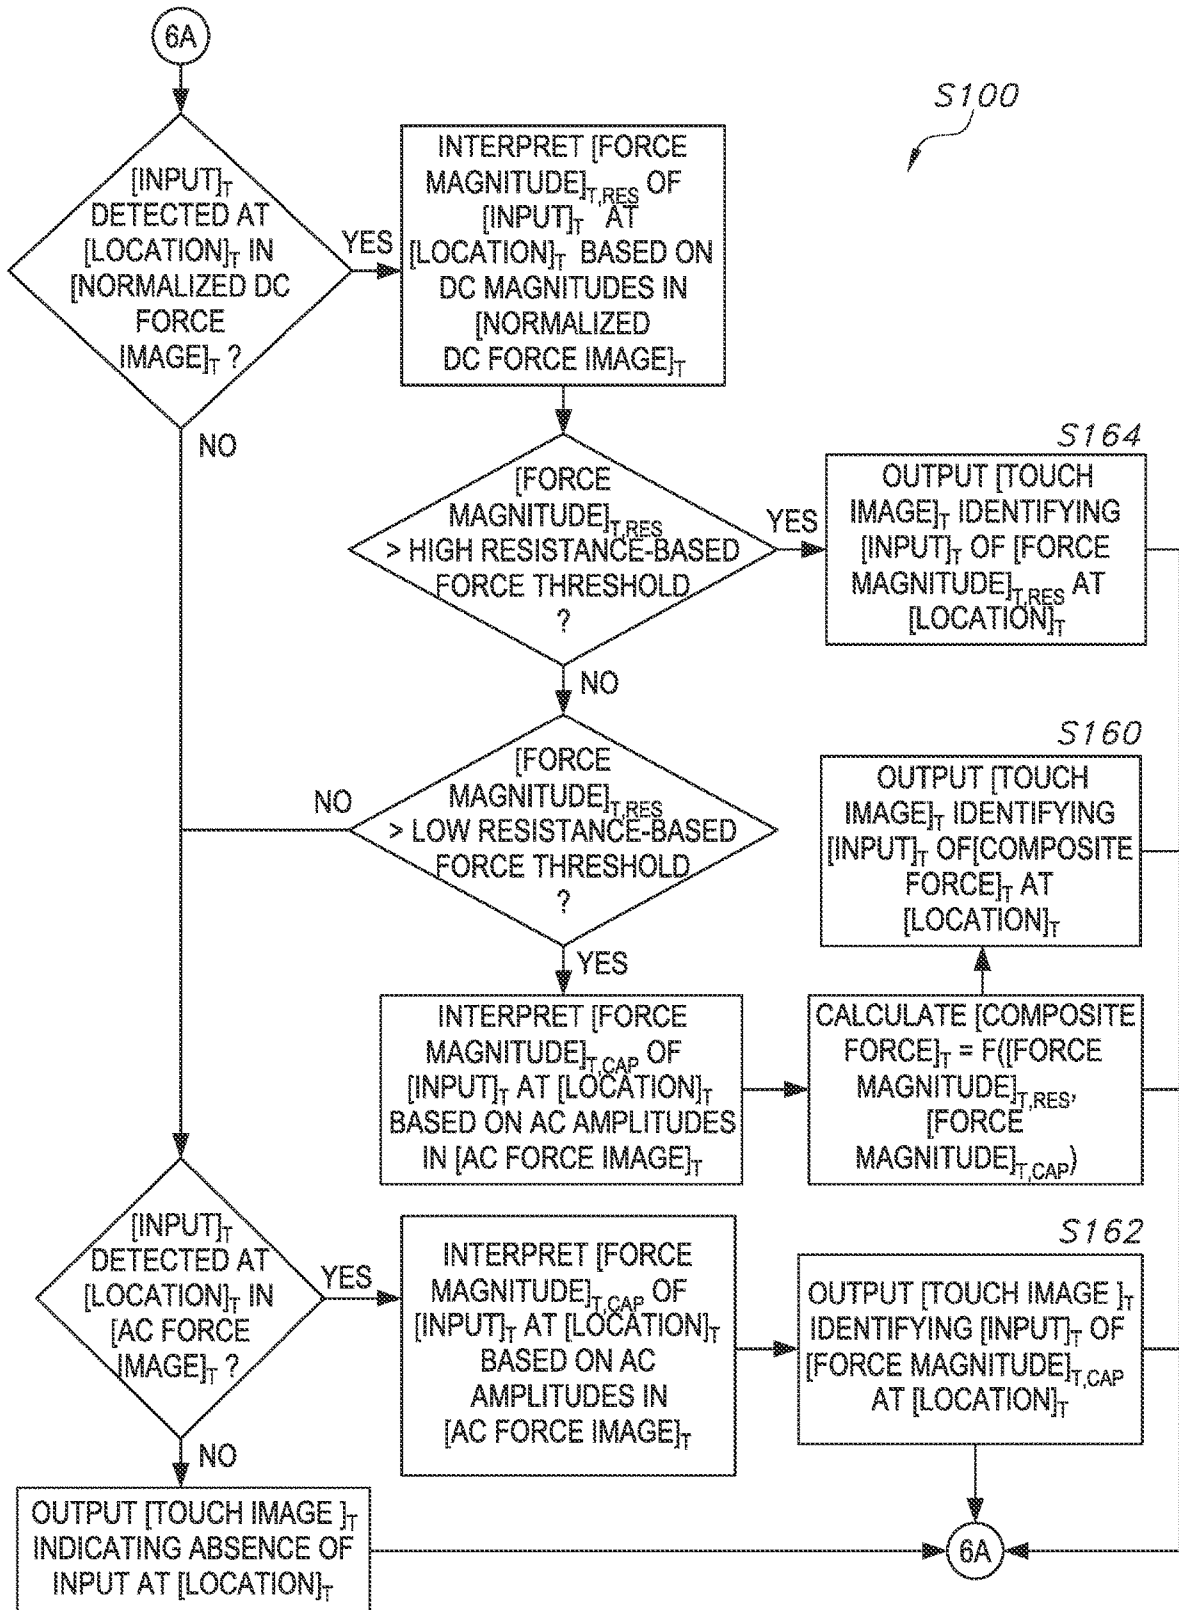 6A
S100
[INPUT]T
DETECTED AT
[LOCATION]T IN
[NORMALIZED DC
FORCE
IMAGE]T ?
YES
NO
INTERPRET [FORCE
MAGNITUDE]T,RES OF
[INPUT]T AT
[LOCATION]T BASED ON
DC MAGNITUDES IN
[NORMALIZED
DC FORCE IMAGE]T
[FORCE
MAGNITUDE]T,RES
> HIGH RESISTANCE-BASED
FORCE THRESHOLD
?
YES
NO
S164
OUTPUT [TOUCH
IMAGE]T IDENTIFYING
[INPUT]T OF [FORCE
MAGNITUDE]T,RES AT
[LOCATION]T
[FORCE
MAGNITUDE]T,RES
> LOW RESISTANCE-BASED
FORCE THRESHOLD
?
NO
YES
S160
OUTPUT [TOUCH
IMAGE]T IDENTIFYING
[INPUT]T OF[COMPOSITE
FORCE]T AT
[LOCATION]T
INTERPRET [FORCE
MAGNITUDE]T,CAP OF
[INPUT]T AT [LOCATION]T
BASED ON AC AMPLITUDES
IN [AC FORCE IMAGE]T
CALCULATE [COMPOSITE
FORCE]T = F([FORCE
MAGNITUDE]T,RES,
[FORCE
MAGNITUDE]T,CAP)
[INPUT]T
DETECTED AT
[LOCATION]T IN
[AC FORCE
IMAGE]T ?
YES
NO
INTERPRET [FORCE
MAGNITUDE]T,CAP OF
[INPUT]T AT [LOCATION]T
BASED ON AC
AMPLITUDES IN
[AC FORCE IMAGE]T
S162
OUTPUT [TOUCH IMAGE ]T
IDENTIFYING [INPUT]T OF
[FORCE MAGNITUDE]T,CAP
AT [LOCATION]T
OUTPUT [TOUCH IMAGE ]T
INDICATING ABSENCE OF
INPUT AT [LOCATION]T
6A